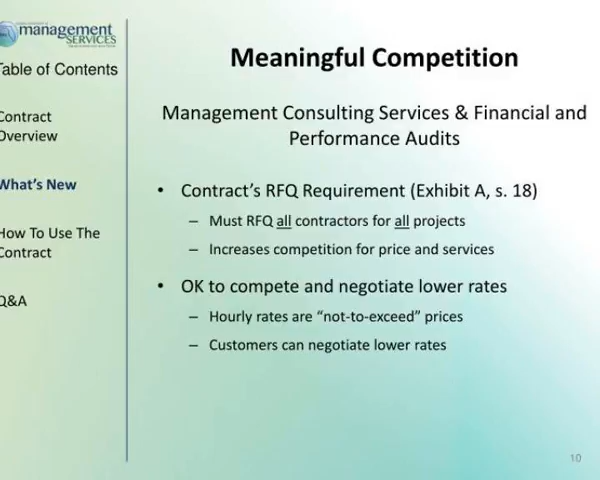 management
SERVICES
Table of Contents
Contract
Overview
What's New
How To Use The
Contract
Q&A
Meaningful Competition
Management Consulting Services & Financial and
Performance Audits
• Contract's RFQ Requirement (Exhibit A, s. 18)
– Must RFQ all contractors for all projects
– Increases competition for price and services
• OK to compete and negotiate lower rates
– Hourly rates are “not-to-exceed” prices
– Customers can negotiate lower rates
10